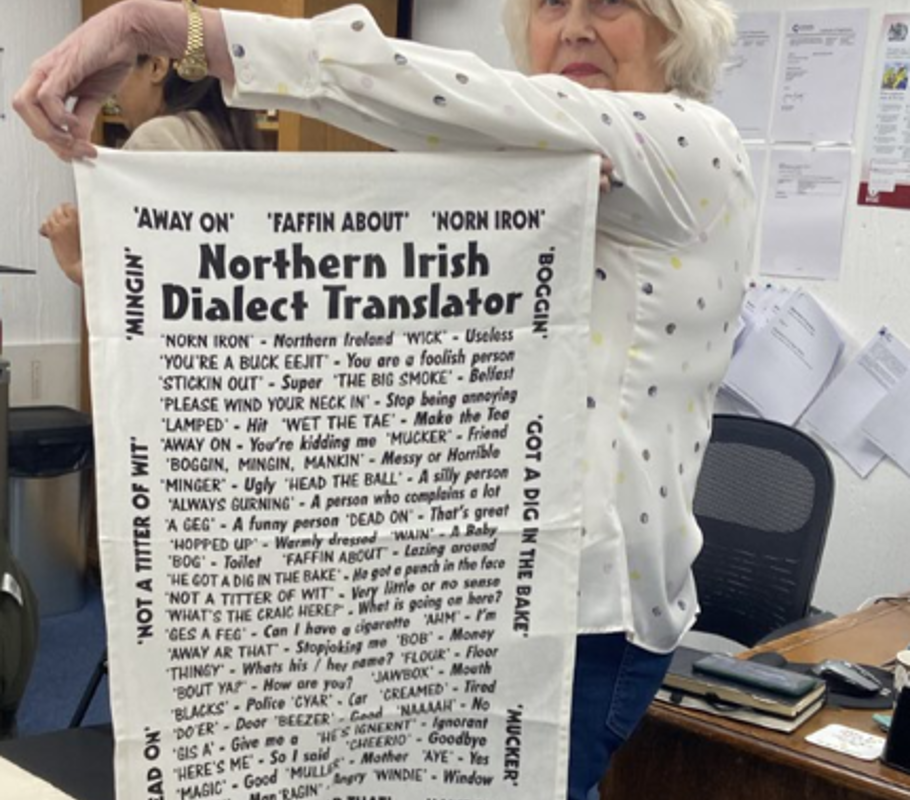 'AWAY ON' 'FAFFIN ABOUT' 'NORN IRON'
'MINGIN'
'BOGGIN'
Northern Irish
Dialect Translator
'NORN IRON' - Northern Ireland 'WICK' - Useless
'YOU'RE A BUCK EEJIT' - You are a foolish person
'STICKIN OUT' - Super 'THE BIG SMOKE' - Belfast
'PLEASE WIND YOUR NECK IN' - Stop being annoying
'LAMPED' - Hit 'WET THE TAE' - Make the Tea
'AWAY ON - You're kidding me 'MUCKER' - Friend
'BOGGIN, MINGIN, MANKIN' - Messy or Horrible
'MINGER' - Ugly 'HEAD THE BALL' - A silly person
'ALWAYS GURNING' - A person who complains a lot
'A GEG' - A funny person 'DEAD ON' - That's great
'HOPPED UP' - Warmly dressed 'WAIN' - A Baby
'BOG' - Toilet 'FAFFIN ABOUT' - Lazing around
'HE GOT A DIG IN THE BAKE' - He got a punch in the face
'NOT A TITTER OF WIT' - Very little or no sense
'WHAT'S THE CRAIC HERE?' - What is going on here?
'GES A FEG' - Can I have a cigarette 'AHM' - I'm
'AWAY AR THAT' - Stopjoking me 'BOB' - Money
'THINGY' - Whats his / her name? 'FLOUR' - Floor
'BOUT YA?' - How are you? 'JAWBOX' - Mouth
'BLACKS' - Police 'CYAR' - Car 'CREAMED' - Tired
'DO'ER' - Door 'BEEZER' - Good 'NAAAAH' - No
'GIS A' - Give me a 'HE'S IGNERNT' - Ignorant
'HERE'S ME' - So I said 'CHEERIO' - Goodbye
'MAGIC' - Good - Mother 'AYE' - Yes
'RAGIN' - Angry 'WINDIE' - Window
'NOT A TITTER OF WIT'
'GOT A DIG IN THE BAKE'
'MUCKER'